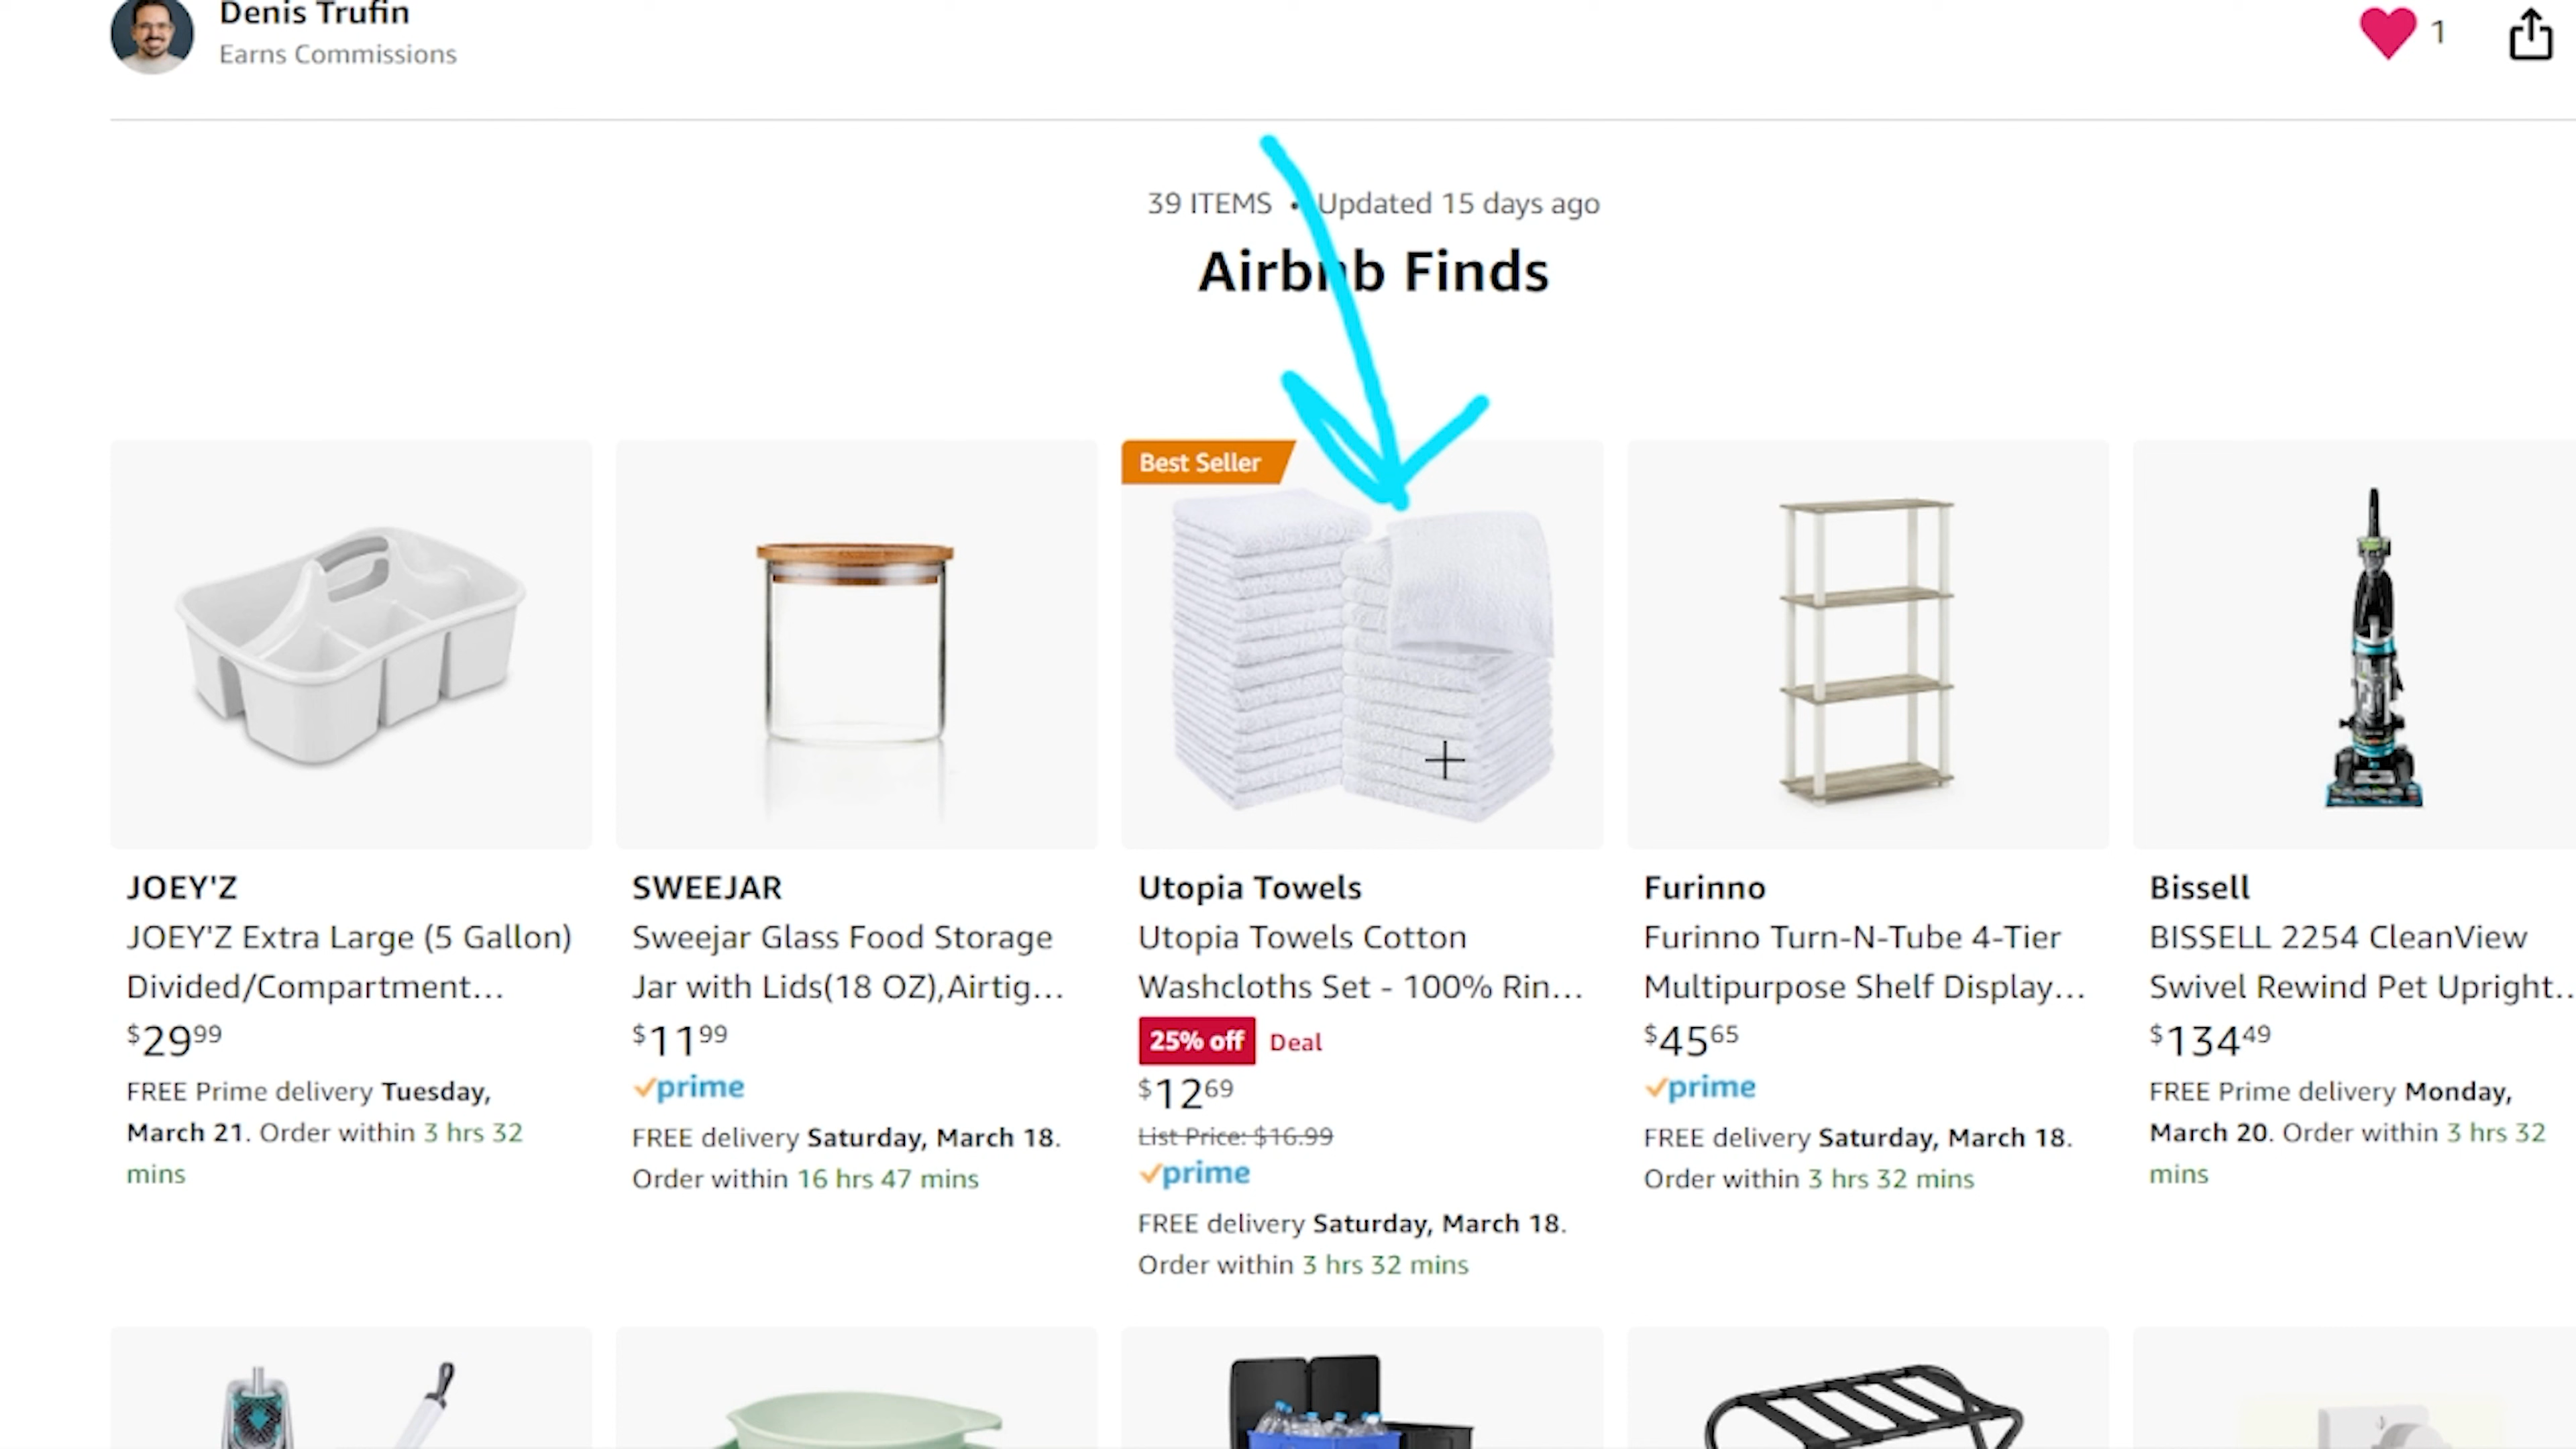 Denis Trufin
Earns Commissions
1
39 ITEMS • Updated 15 days ago
Airbnb Finds
Best Seller
JOEY'Z
JOEY'Z Extra Large (5 Gallon)
Divided/Compartment...
$29.99
FREE Prime delivery Tuesday,
March 21. Order within 3 hrs 32
mins
SWEEJAR
Sweejar Glass Food Storage
Jar with Lids(18 OZ),Airtig...
$11.99
prime
FREE delivery Saturday, March 18.
Order within 16 hrs 47 mins
Utopia Towels
Utopia Towels Cotton
Washcloths Set - 100% Rin...
25% off Deal
$12.69
List Price: $16.99
prime
FREE delivery Saturday, March 18.
Order within 3 hrs 32 mins
Furinno
Furinno Turn-N-Tube 4-Tier
Multipurpose Shelf Display...
$45.65
prime
FREE delivery Saturday, March 18.
Order within 3 hrs 32 mins
Bissell
BISSELL 2254 CleanView
Swivel Rewind Pet Upright...
$134.49
FREE Prime delivery Monday,
March 20. Order within 3 hrs 32
mins